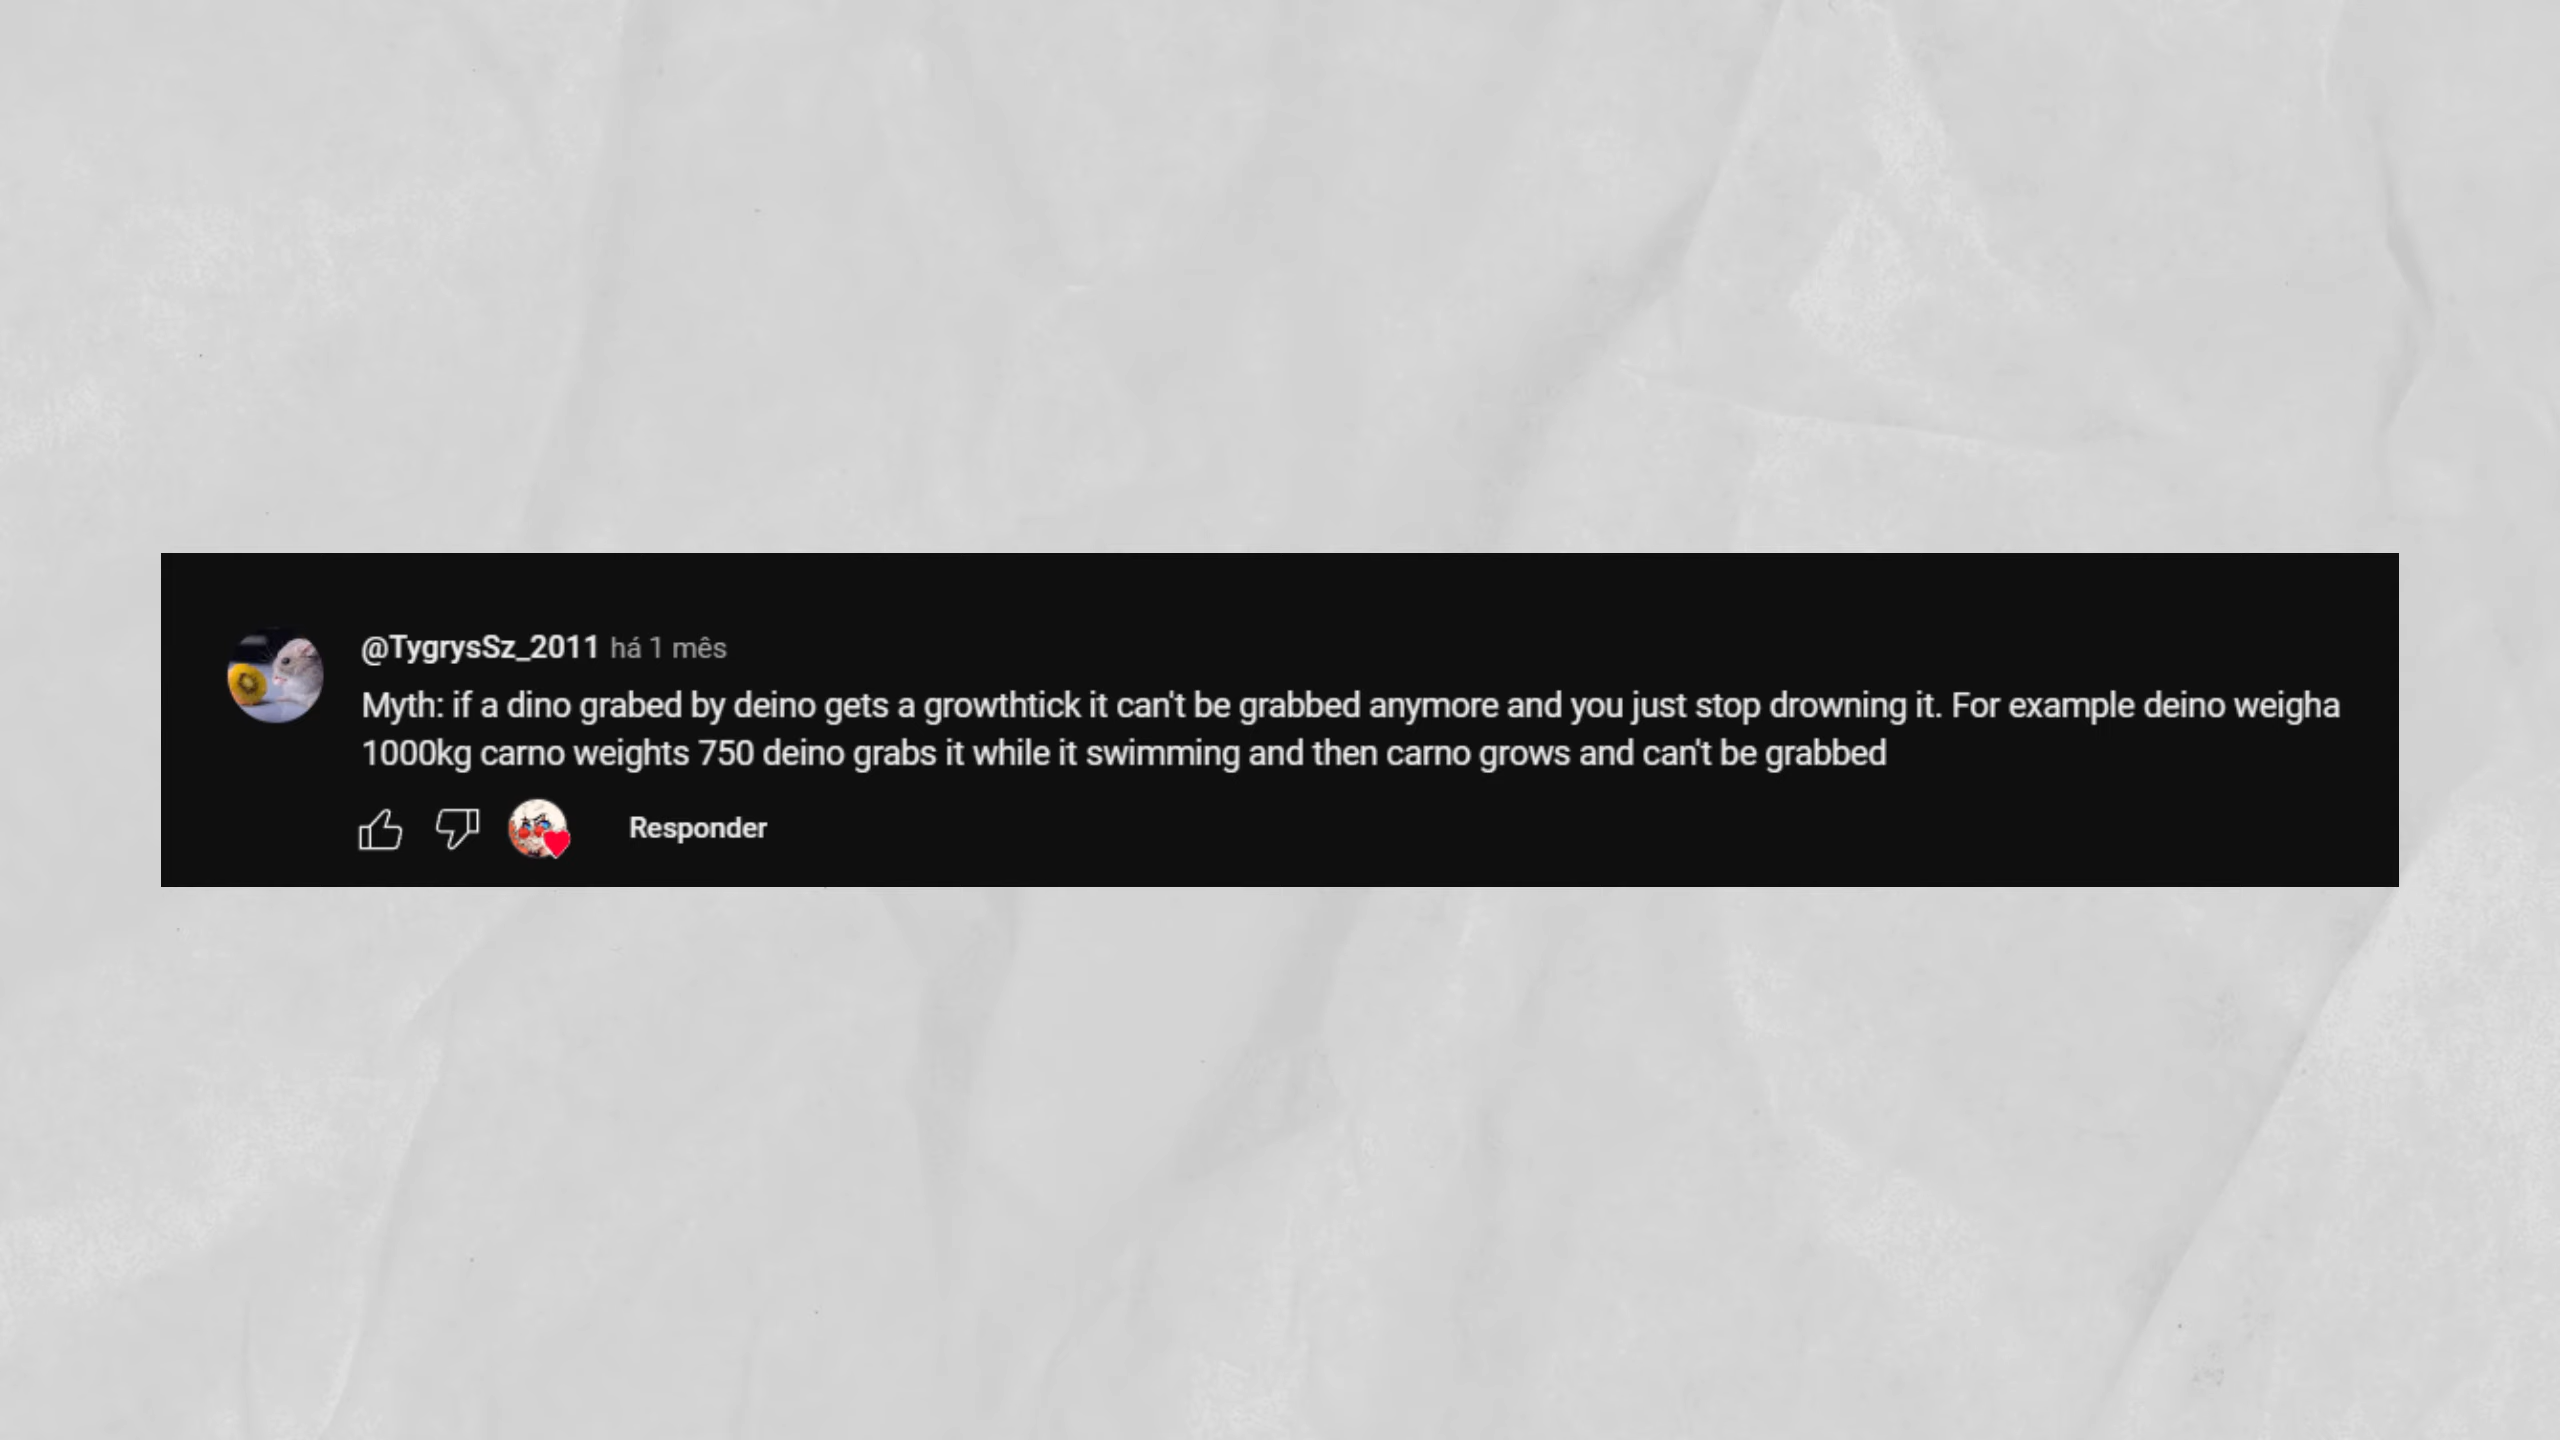 @TygrysSz_2011 há 1 mês
Myth: if a dino grabed by deino gets a growthtick it can't be grabbed anymore and you just stop drowning it. For example deino weigha
1000kg carno weights 750 deino grabs it while it swimming and then carno grows and can't be grabbed
Responder